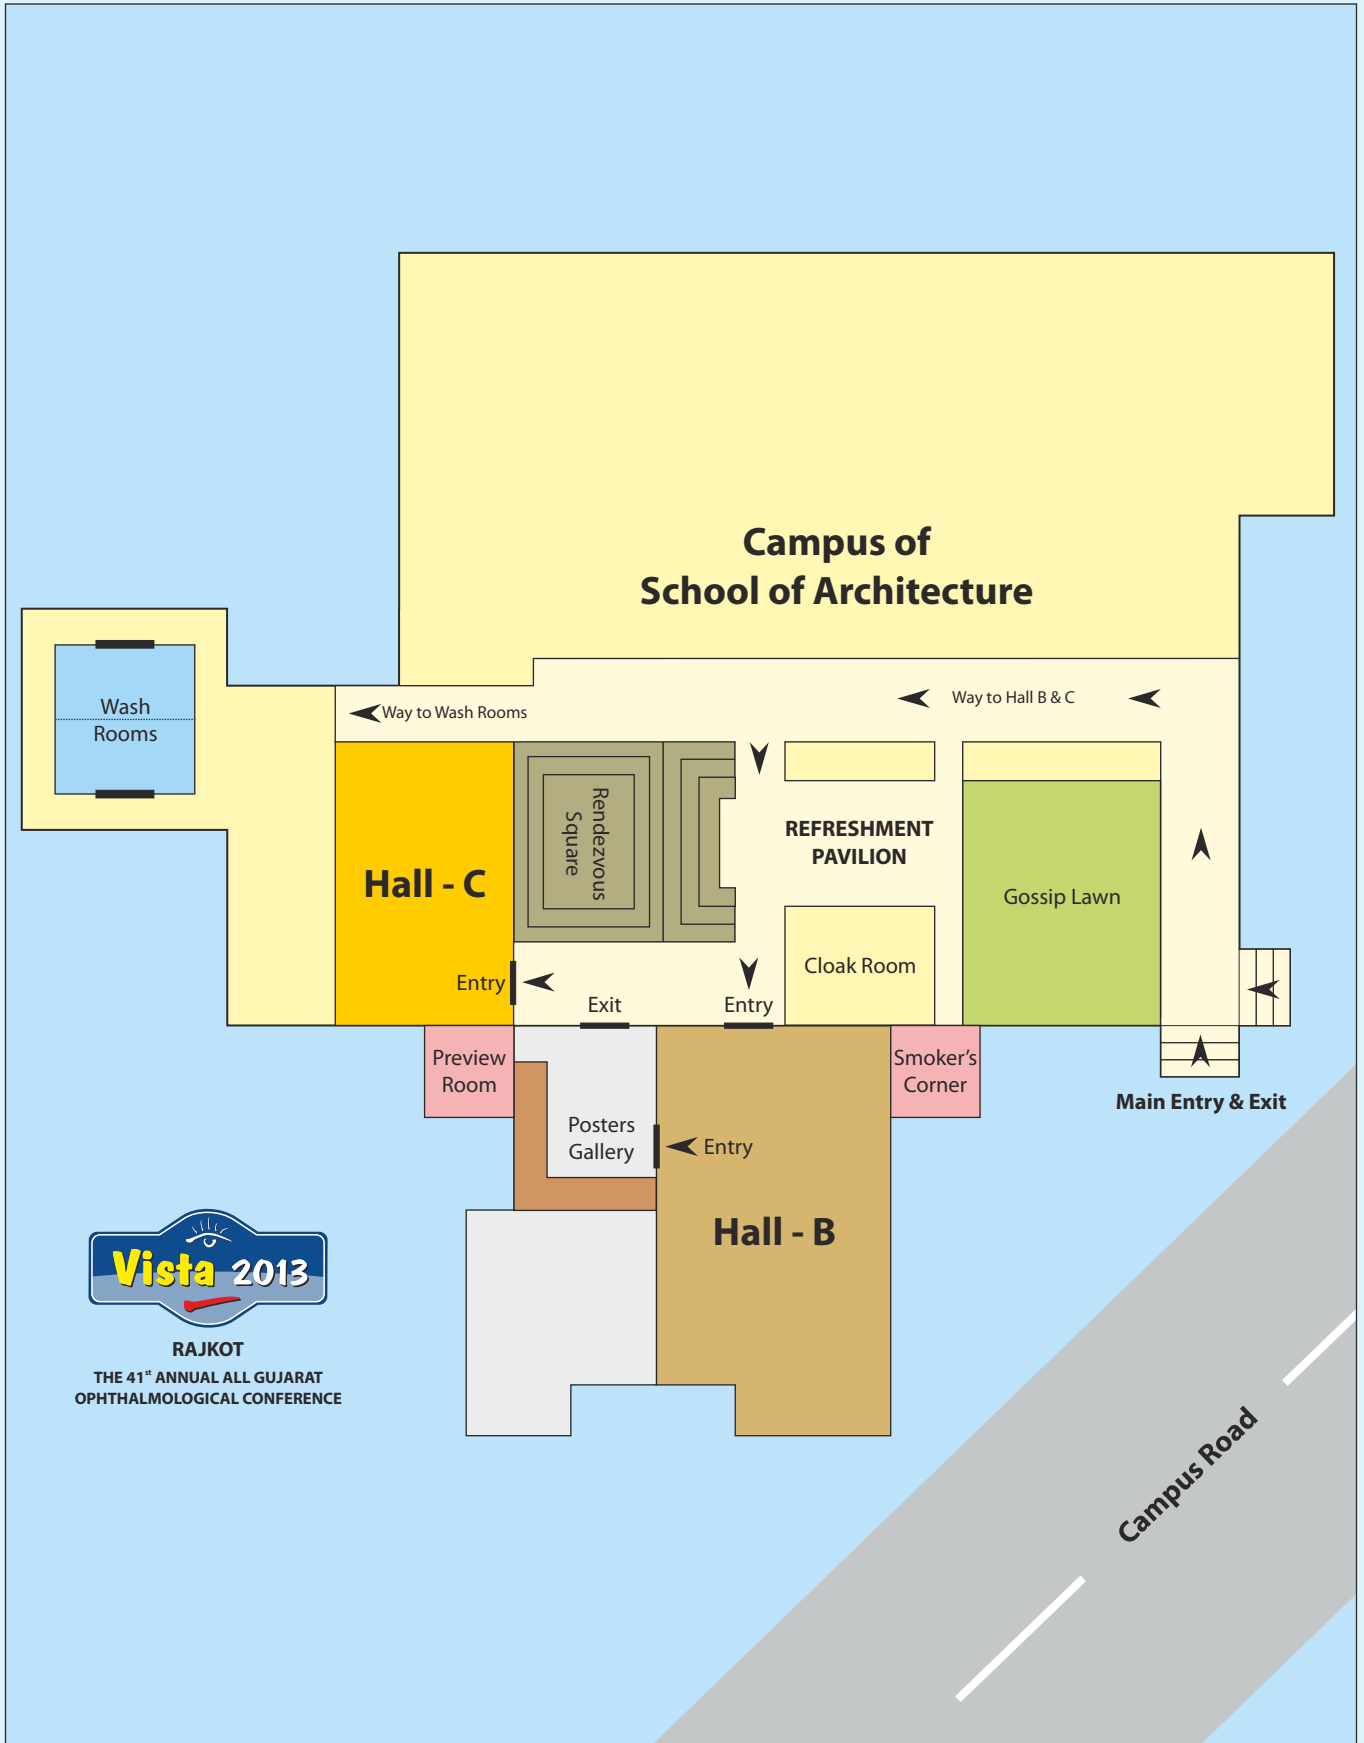 Campus of
School of Architecture
Wash
Rooms
Way to Wash Rooms
Way to Hall B & C
Rendezvous
Square
REFRESHMENT
PAVILION
Hall - C
Gossip Lawn
Cloak Room
Entry
Exit
Entry
Preview
Room
Smoker's
Corner
Main Entry & Exit
Posters
Gallery
Entry
Hall - B
Vista 2013
RAJKOT
THE 41st ANNUAL ALL GUJARAT
OPHTHALMOLOGICAL CONFERENCE
Campus Road